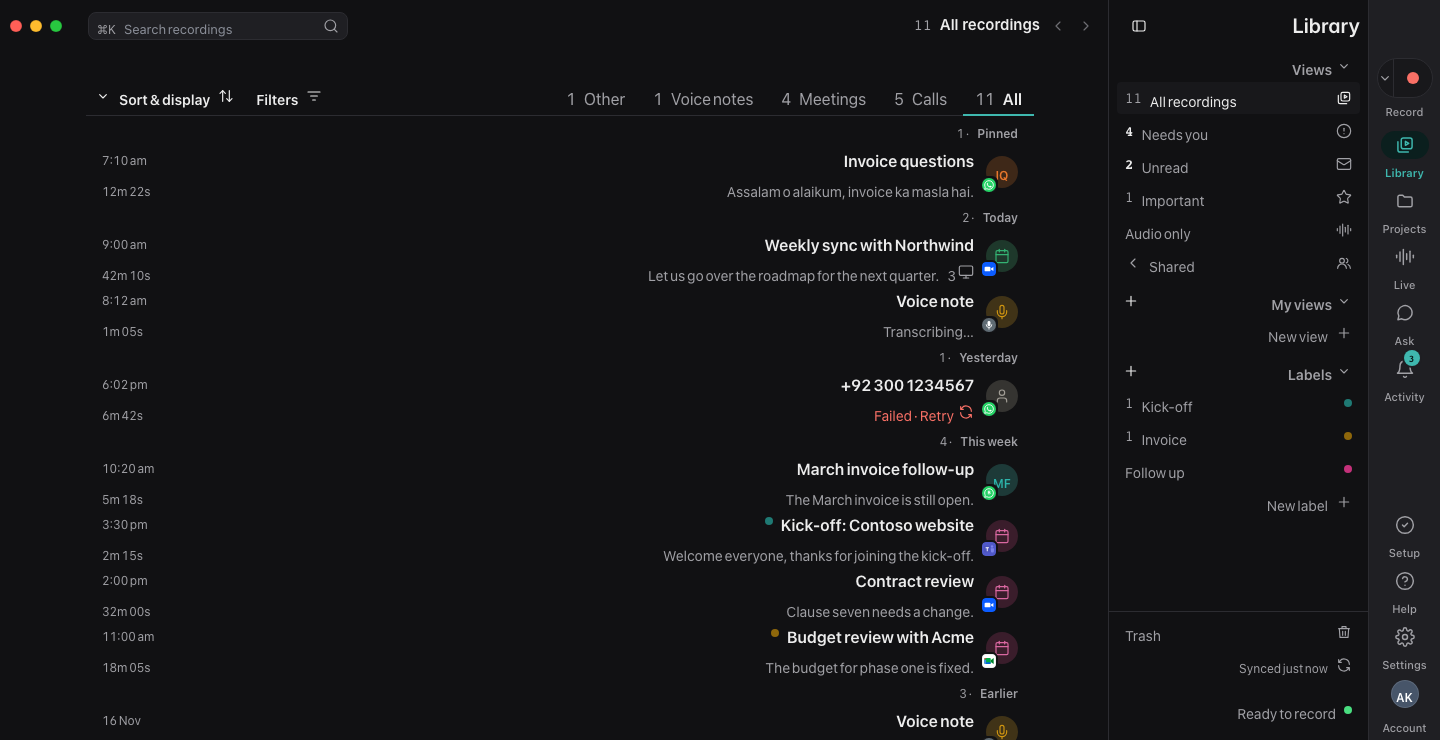 ⌘K Search recordings
11 All recordings
Library
Sort & display
Filters
1 Other
1 Voice notes
4 Meetings
5 Calls
11 All
1 · Pinned
Invoice questions
7:10 am
IQ
Assalam o alaikum, invoice ka masla hai.
12m 22s
2 · Today
Weekly sync with Northwind
9:00 am
Let us go over the roadmap for the next quarter. 3
42m 10s
Voice note
8:12 am
Transcribing...
1m 05s
1 · Yesterday
+92 300 1234567
6:02 pm
Failed · Retry
6m 42s
4 · This week
March invoice follow-up
10:20 am
MF
The March invoice is still open.
5m 18s
Kick-off: Contoso website
3:30 pm
Welcome everyone, thanks for joining the kick-off.
2m 15s
Contract review
2:00 pm
Clause seven needs a change.
32m 00s
Budget review with Acme
11:00 am
The budget for phase one is fixed.
18m 05s
3 · Earlier
Voice note
16 Nov
Views
11 All recordings
4 Needs you
2 Unread
1 Important
Audio only
Shared
My views
New view
Labels
1 Kick-off
1 Invoice
Follow up
New label
Trash
Synced just now
Ready to record
Record
Library
Projects
Live
Ask
3
Activity
Setup
Help
Settings
AK
Account